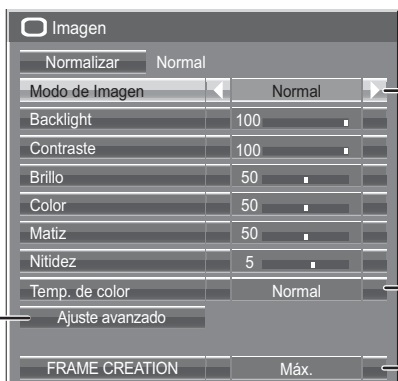 Imagen
Normalizar Normal
Modo de Imagen Normal
Backlight 100
Contraste 100
Brillo 50
Color 50
Matiz 50
Nitidez 5
Temp. de color Normal
Ajuste avanzado
FRAME CREATION Máx.